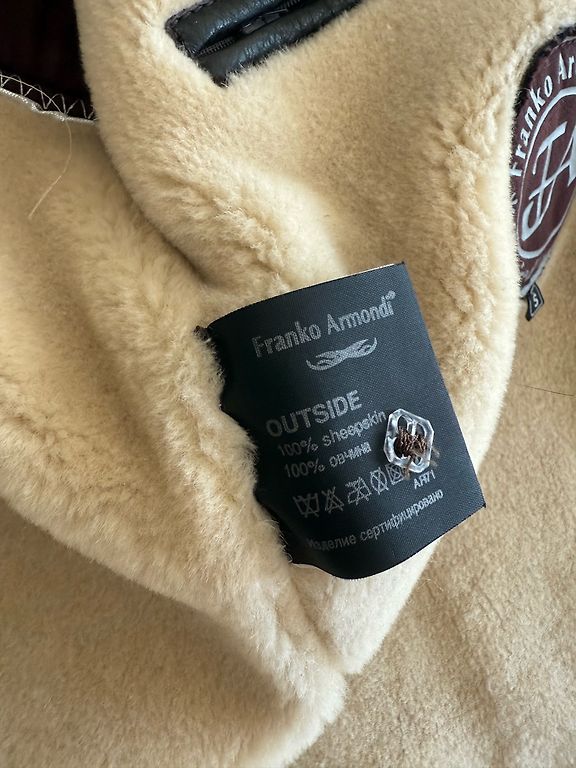 Franko Ar
S
Franko Armondi®
OUTSIDE
100% sheepskin
100% овчина
AR71
Изделие сертифицировано